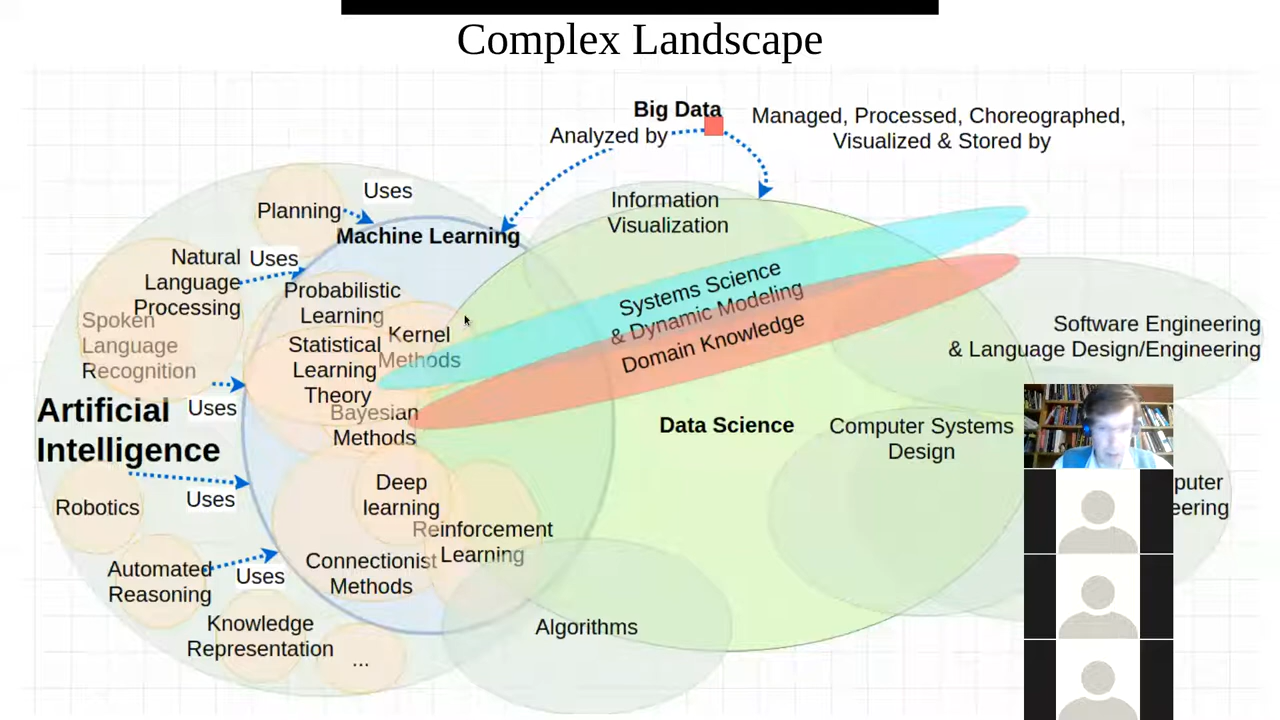 Complex Landscape
Big Data
Analyzed by
Managed, Processed, Choreographed,
Visualized & Stored by
Uses
Planning
Information
Visualization
Machine Learning
Natural
Language
Processing
Uses
Probabilistic
Learning
Spoken
Language
Recognition
Kernel
Methods
Statistical
Learning
Theory
Systems Science
& Dynamic Modeling
Domain Knowledge
Software Engineering
& Language Design/Engineering
Artificial
Intelligence
Uses
Bayesian
Methods
Data Science
Computer Systems
Design
Uses
Robotics
Deep
learning
Reinforcement
Learning
puter
eering
Automated
Reasoning
Uses
Connectionist
Methods
Knowledge
Representation
...
Algorithms